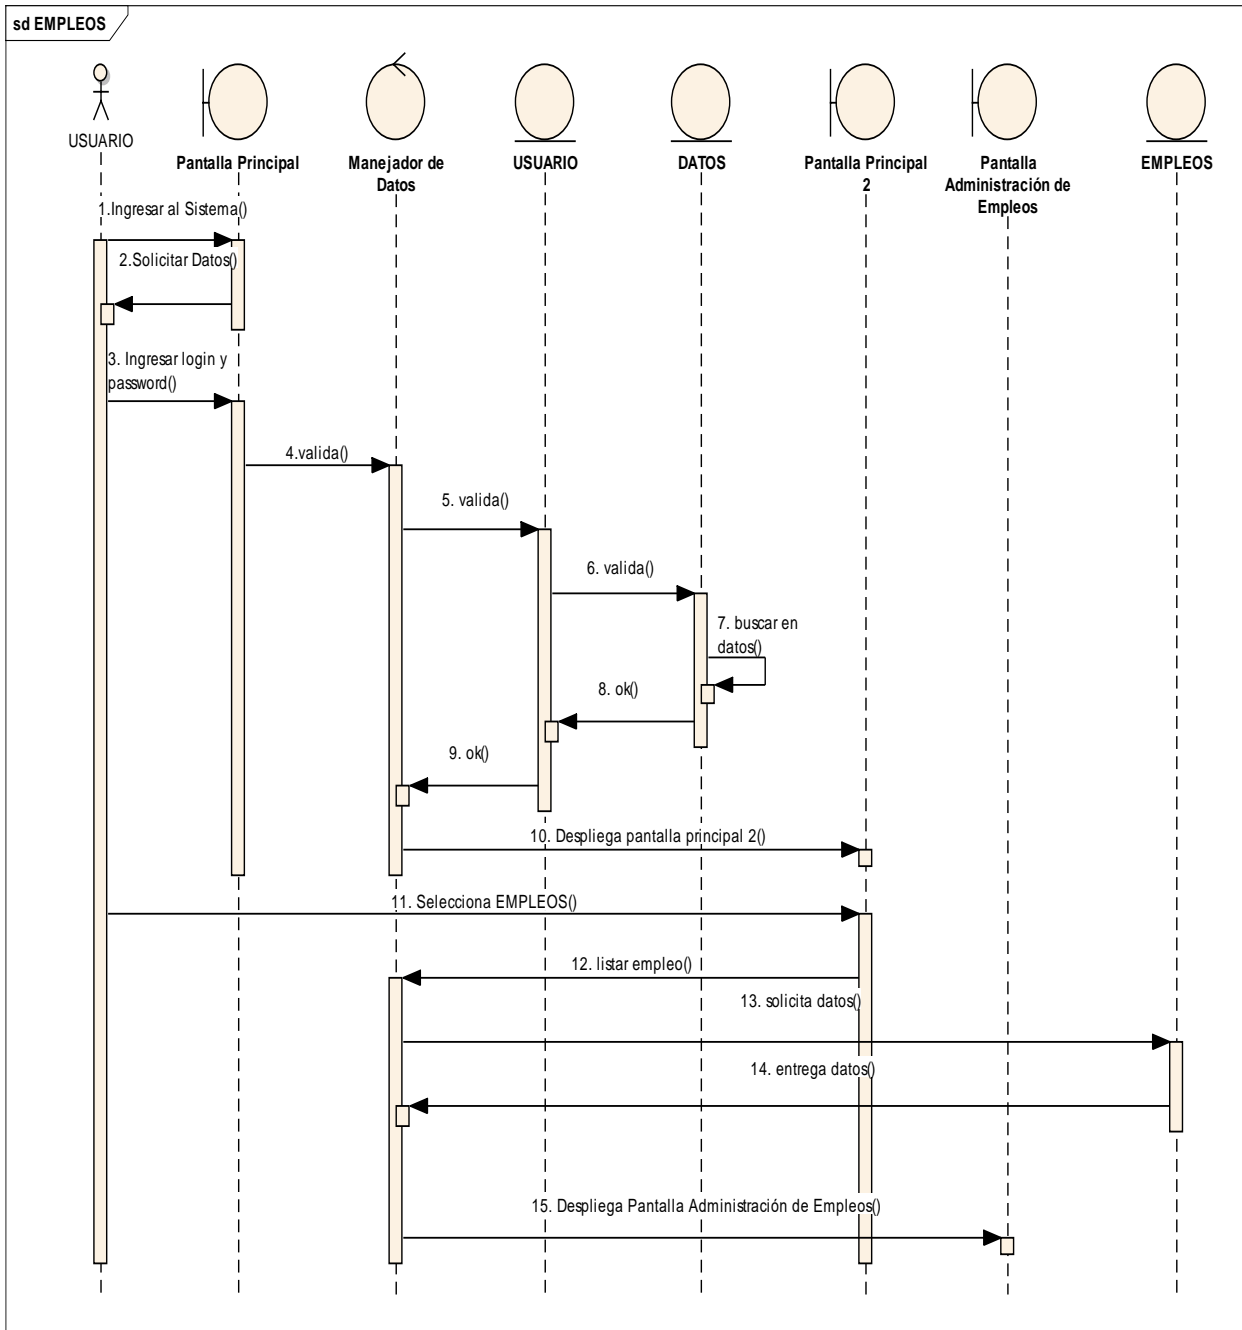 sd EMPLEOS
USUARIO
Pantalla Principal
Manejador de
Datos
USUARIO
DATOS
Pantalla Principal
2
Pantalla
Administración de
Empleos
EMPLEOS
1.Ingresar al Sistema()
2.Solicitar Datos()
3. Ingresar login y
password()
4.valida()
5. valida()
6. valida()
7. buscar en
datos()
8. ok()
9. ok()
10. Despliega pantalla principal 2()
11. Selecciona EMPLEOS()
12. listar empleo()
13. solicita datos()
14. entrega datos()
15. Despliega Pantalla Administración de Empleos()